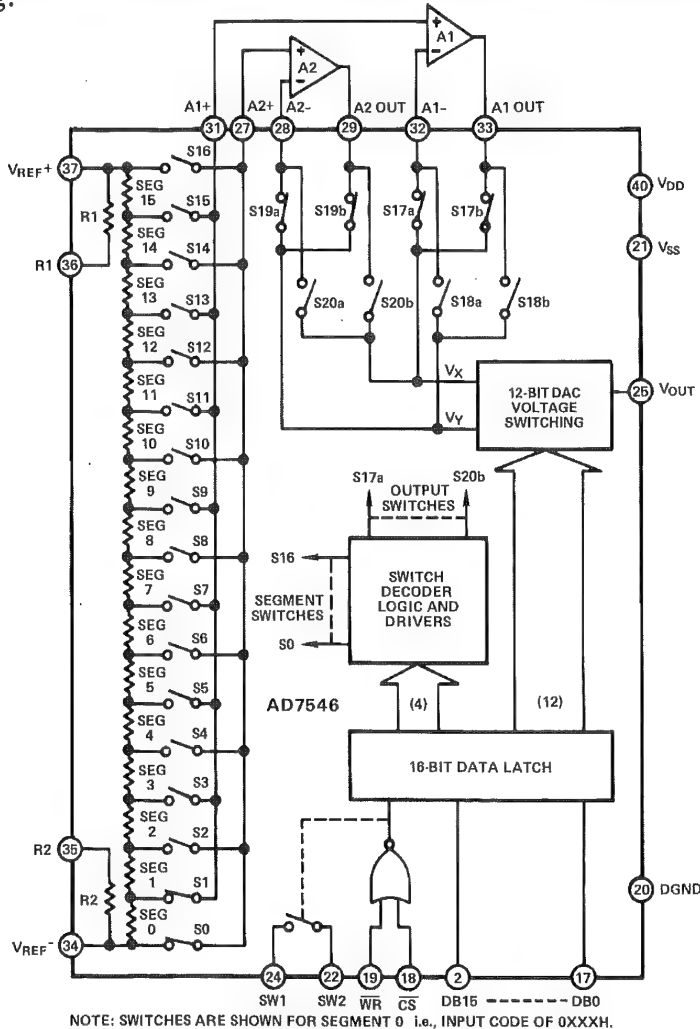 A1
+
-
A2
+
-
A1+ A2+ A2- A2 OUT A1- A1 OUT
31 27 28 29 32 33
VREF+ 37
R1
R1 36
SEG 15
SEG 14
SEG 13
SEG 12
SEG 11
SEG 10
SEG 9
SEG 8
SEG 7
SEG 6
SEG 5
SEG 4
SEG 3
SEG 2
SEG 1
SEG 0
S16
S15
S14
S13
S12
S11
S10
S9
S8
S7
S6
S5
S4
S3
S2
S1
S0
R2 35
R2
VREF- 34
S19a S19b S17a S17b
S20a S20b S18a S18b
40 VDD
21 VSS
VX
VY
12-BIT DAC
VOLTAGE
SWITCHING
25 VOUT
S17a S20b
OUTPUT
SWITCHES
S16
SEGMENT
SWITCHES
S0
SWITCH
DECODER
LOGIC AND
DRIVERS
AD7546
(4) (12)
16-BIT DATA LATCH
20 DGND
24 22 19 18 2 17
SW1 SW2 WR CS DB15 DB0
NOTE: SWITCHES ARE SHOWN FOR SEGMENT 0 i.e., INPUT CODE OF 0XXXH.